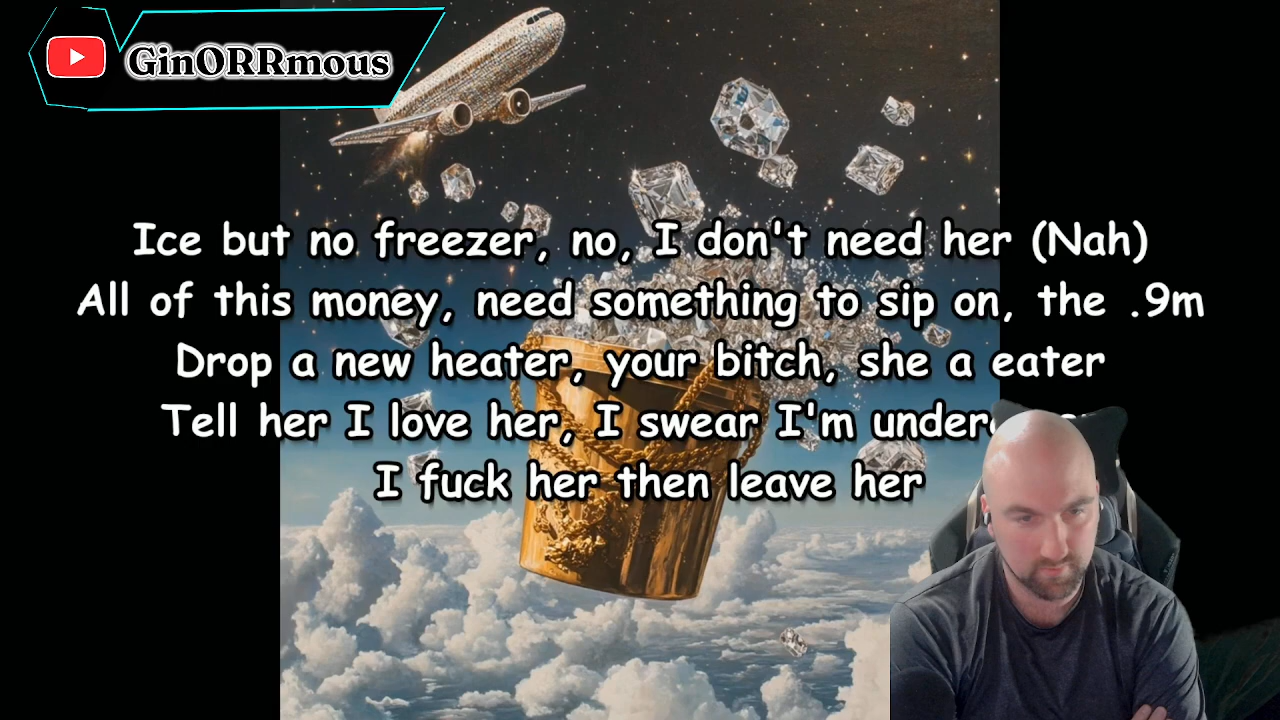 GinORRmous
Ice but no freezer, no, I don't need her (Nah)
All of this money, need something to sip on, the .9m
Drop a new heater, your bitch, she a eater
Tell her I love her, I swear I'm
I fuck her then leave her